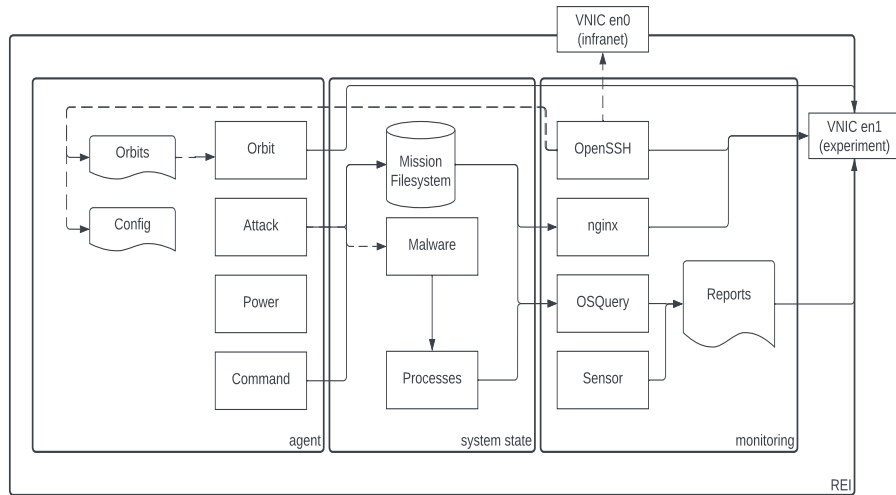 VNIC en0
(infranet)
VNIC en1
(experiment)
Orbits
Orbit
Mission
Filesystem
OpenSSH
Config
Attack
Malware
nginx
Power
OSQuery
Reports
Command
Processes
Sensor
agent
system state
monitoring
REI